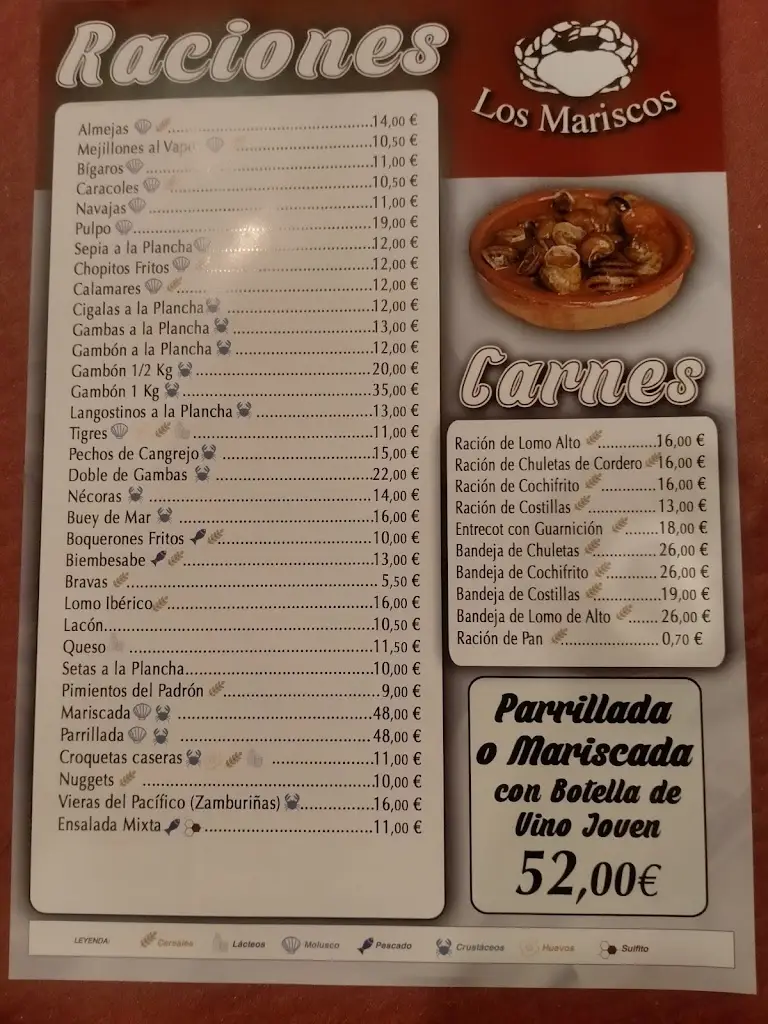 Raciones
Almejas 14,00 €
Mejillones al Vapor 10,50 €
Bígaros 11,00 €
Caracoles 10,50 €
Navajas 11,00 €
Pulpo 19,00 €
Sepia a la Plancha 12,00 €
Chopitos Fritos 12,00 €
Calamares 12,00 €
Cigalas a la Plancha 12,00 €
Gambas a la Plancha 13,00 €
Gambón a la Plancha 12,00 €
Gambón 1/2 Kg 20,00 €
Gambón 1 Kg 35,00 €
Langostinos a la Plancha 13,00 €
Tigres 11,00 €
Pechos de Cangrejo 15,00 €
Doble de Gambas 22,00 €
Nécoras 14,00 €
Buey de Mar 16,00 €
Boquerones Fritos 10,00 €
Biembesabe 13,00 €
Bravas 5,50 €
Lomo Ibérico 16,00 €
Lacón 10,50 €
Queso 11,50 €
Setas a la Plancha 10,00 €
Pimientos del Padrón 9,00 €
Mariscada 48,00 €
Parrillada 48,00 €
Croquetas caseras 11,00 €
Nuggets 10,00 €
Vieras del Pacífico (Zamburiñas) 16,00 €
Ensalada Mixta 11,00 €
Los Mariscos
Carnes
Ración de Lomo Alto 16,00 €
Ración de Chuletas de Cordero 16,00 €
Ración de Cochifrito 16,00 €
Ración de Costillas 13,00 €
Entrecot con Guarnición 18,00 €
Bandeja de Chuletas 26,00 €
Bandeja de Cochifrito 26,00 €
Bandeja de Costillas 19,00 €
Bandeja de Lomo de Alto 26,00 €
Ración de Pan 0,70 €
Parrillada
o Mariscada
con Botella de
Vino Joven
52,00€
LEYENDA: Cereales Lácteos Molusco Pescado Crustáceos Huevos Sulfito